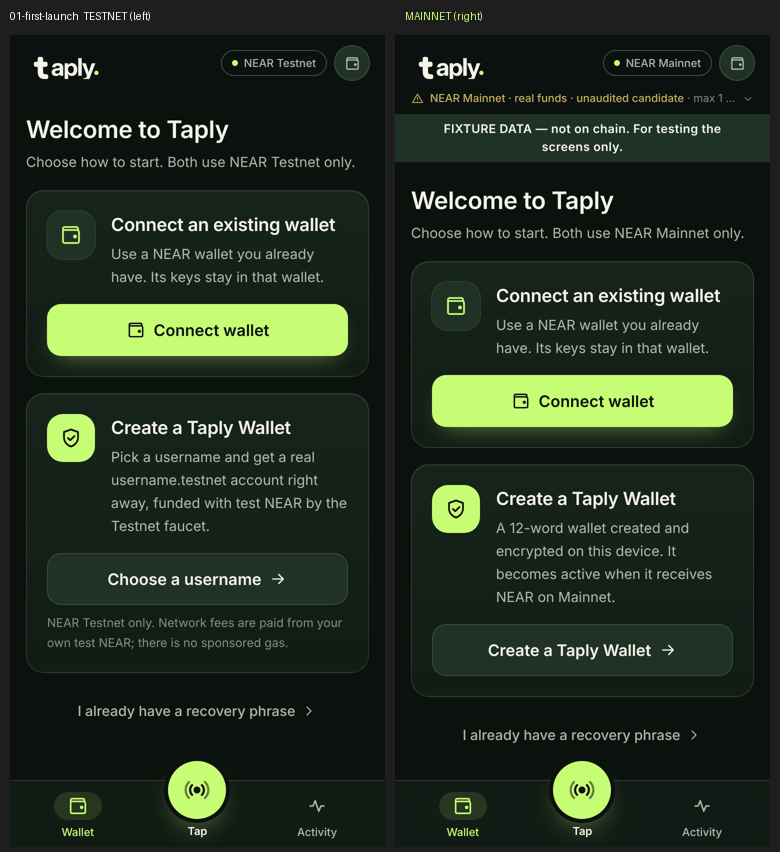 01-first-launch TESTNET (left)
taply.
NEAR Testnet
Welcome to Taply
Choose how to start. Both use NEAR Testnet only.
Connect an existing wallet
Use a NEAR wallet you already
have. Its keys stay in that wallet.
Connect wallet
Create a Taply Wallet
Pick a username and get a real
username.testnet account right
away, funded with test NEAR by the
Testnet faucet.
Choose a username
NEAR Testnet only. Network fees are paid from your
own test NEAR; there is no sponsored gas.
I already have a recovery phrase
Wallet
Tap
Activity
MAINNET (right)
taply.
NEAR Mainnet
NEAR Mainnet · real funds · unaudited candidate · max 1 ...
FIXTURE DATA — not on chain. For testing the
screens only.
Welcome to Taply
Choose how to start. Both use NEAR Mainnet only.
Connect an existing wallet
Use a NEAR wallet you already
have. Its keys stay in that wallet.
Connect wallet
Create a Taply Wallet
A 12-word wallet created and
encrypted on this device. It
becomes active when it receives
NEAR on Mainnet.
Create a Taply Wallet
I already have a recovery phrase
Wallet
Tap
Activity